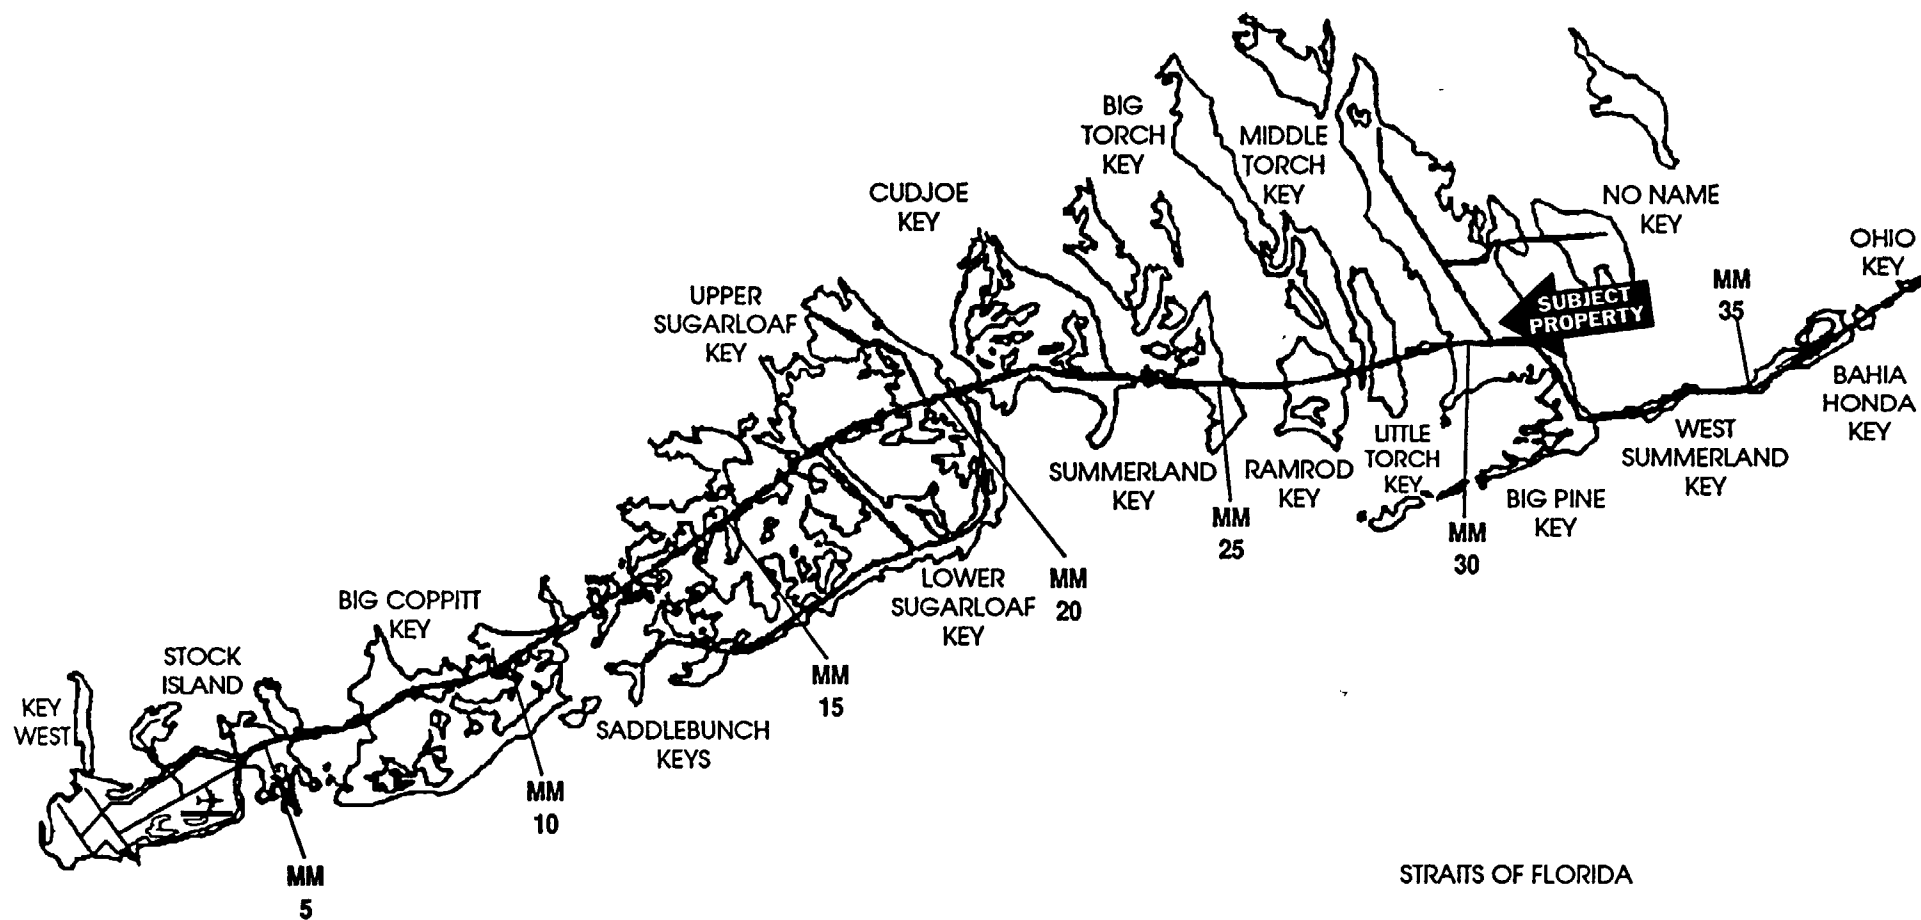 BIG
TORCH
KEY
MIDDLE
TORCH
KEY
CUDJOE
KEY
NO NAME
KEY
OHIO
KEY
MM
35
UPPER
SUGARLOAF
KEY
SUBJECT
PROPERTY
BAHIA
HONDA
KEY
WEST
SUMMERLAND
KEY
LITTLE
TORCH
KEY
SUMMERLAND
KEY
RAMROD
KEY
BIG PINE
KEY
MM
25
MM
30
LOWER
SUGARLOAF
KEY
MM
20
BIG COPPITT
KEY
STOCK
ISLAND
MM
15
KEY
WEST
SADDLEBUNCH
KEYS
MM
10
MM
5
STRAITS OF FLORIDA